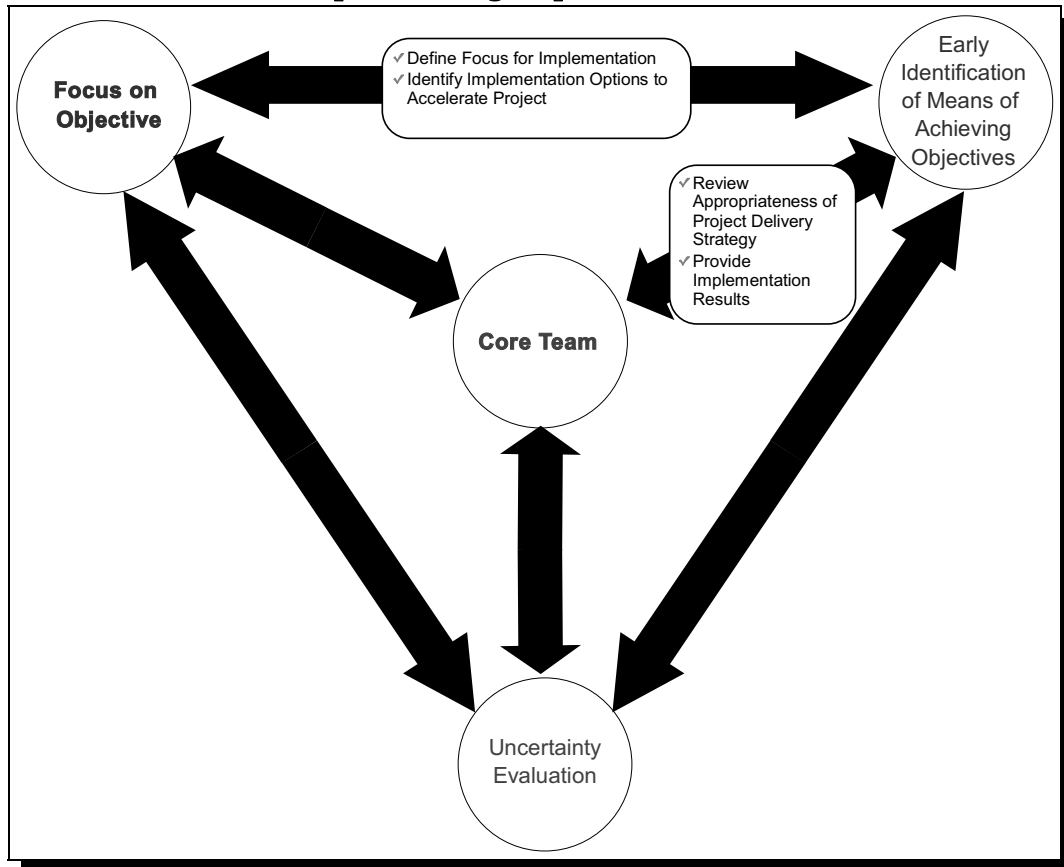 Focus on
Objective
✓Define Focus for Implementation
✓Identify Implementation Options to
Accelerate Project
Early
Identification
of Means of
Achieving
Objectives
✓Review
Appropriateness of
Project Delivery
Strategy
✓Provide
Implementation
Results
Core Team
Uncertainty
Evaluation